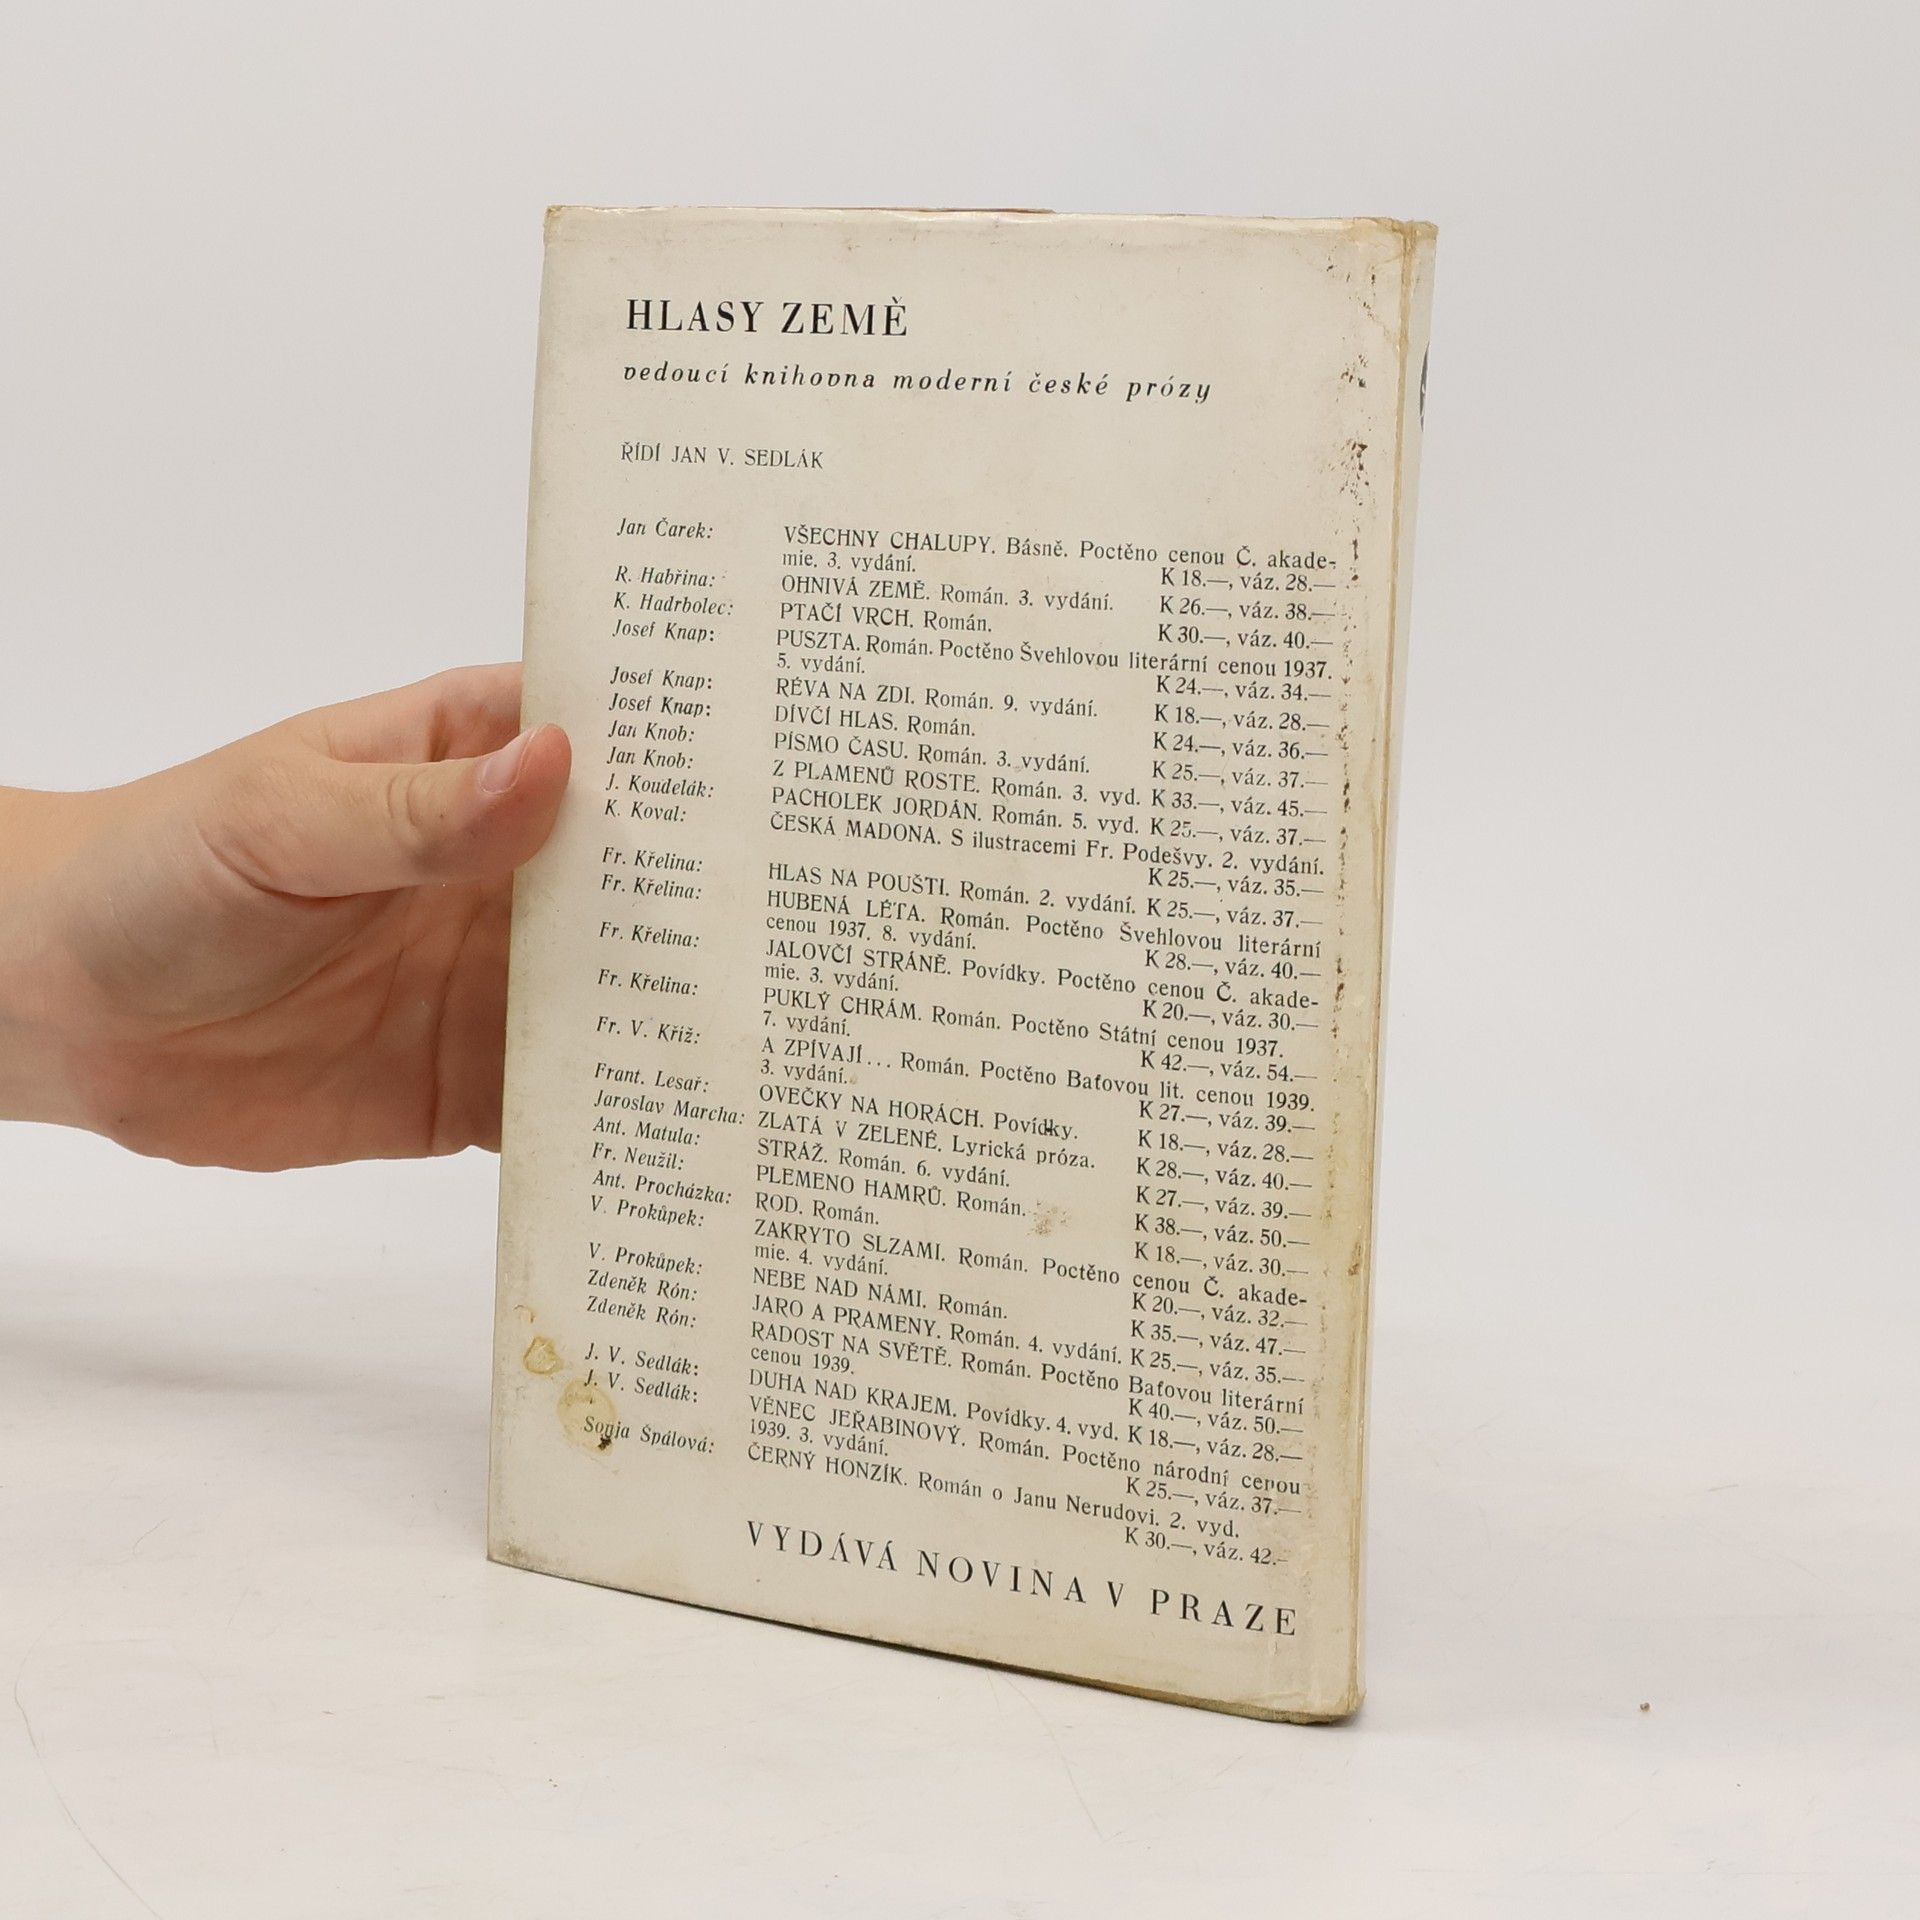 HLASY ZEMĚ
vedoucí knihovna moderní české prózy
ŘÍDÍ JAN V. SEDLÁK
Jan Čarek: VŠECHNY CHALUPY. Básně. Poctěno cenou Č. akade-
mie. 3. vydání. K 18.—, váz. 28.—
R. Habřina: OHNIVÁ ZEMĚ. Román. 3. vydání. K 26.—, váz. 38.—
K. Hadrbolec: PTAČÍ VRCH. Román. K 30.—, váz. 40.—
Josef Knap: PUSZTA. Román. Poctěno Švehlovou literární cenou 1937.
5. vydání. K 24.—, váz. 34.—
Josef Knap: RÉVA NA ZDI. Román. 9. vydání. K 18.—, váz. 28.—
Josef Knap: DÍVČÍ HLAS. Román. K 24.—, váz. 36.—
Jan Knob: PÍSMO ČASU. Román. 3. vydání. K 25.—, váz. 37.—
Jan Knob: Z PLAMENŮ ROSTE. Román. 3. vyd. K 33.—, váz. 45.—
J. Koudelák: PACHOLEK JORDÁN. Román. 5. vyd. K 25.—, váz. 37.—
K. Koval: ČESKÁ MADONA. S ilustracemi Fr. Podešvy. 2. vydání.
K 25.—, váz. 35.—
Fr. Křelina: HLAS NA POUŠTI. Román. 2. vydání. K 25.—, váz. 37.—
Fr. Křelina: HUBENÁ LÉTA. Román. Poctěno Švehlovou literární
cenou 1937. 8. vydání. K 28.—, váz. 40.—
Fr. Křelina: JALOVČÍ STRÁNĚ. Povídky. Poctěno cenou Č. akade-
mie. 3. vydání. K 20.—, váz. 30.—
Fr. Křelina: PUKLÝ CHRÁM. Román. Poctěno Státní cenou 1937.
7. vydání. K 42.—, váz. 54.—
Fr. V. Kříž: A ZPÍVAJÍ... Román. Poctěno Baťovou lit. cenou 1939.
3. vydání. K 27.—, váz. 39.—
Frant. Lesař: OVEČKY NA HORÁCH. Povídky. K 18.—, váz. 28.—
Jaroslav Marcha: ZLATÁ V ZELENÉ. Lyrická próza. K 28.—, váz. 40.—
Ant. Matula: STRÁŽ. Román. 6. vydání. K 27.—, váz. 39.—
Fr. Neužil: PLEMENO HAMRŮ. Román. K 38.—, váz. 50.—
Ant. Procházka: ROD. Román. K 18.—, váz. 30.—
V. Prokůpek: ZAKRYTO SLZAMI. Román. Poctěno cenou Č. akade-
mie. 4. vydání. K 20.—, váz. 32.—
V. Prokůpek: NEBE NAD NÁMI. Román. K 35.—, váz. 47.—
Zdeněk Rón: JARO A PRAMENY. Román. 4. vydání. K 25.—, váz. 35.—
Zdeněk Rón: RADOST NA SVĚTĚ. Román. Poctěno Baťovou literární
cenou 1939. K 40.—, váz. 50.—
J. V. Sedlák: DUHA NAD KRAJEM. Povídky. 4. vyd. K 18.—, váz. 28.—
J. V. Sedlák: VĚNEC JEŘABINOVÝ. Román. Poctěno národní cenou
1939. 3. vydání. K 25.—, váz. 37.—
Sonja Špálová: ČERNÝ HONZÍK. Román o Janu Nerudovi. 2. vyd.
K 30.—, váz. 42.—
VYDÁVÁ NOVINA V PRAZE